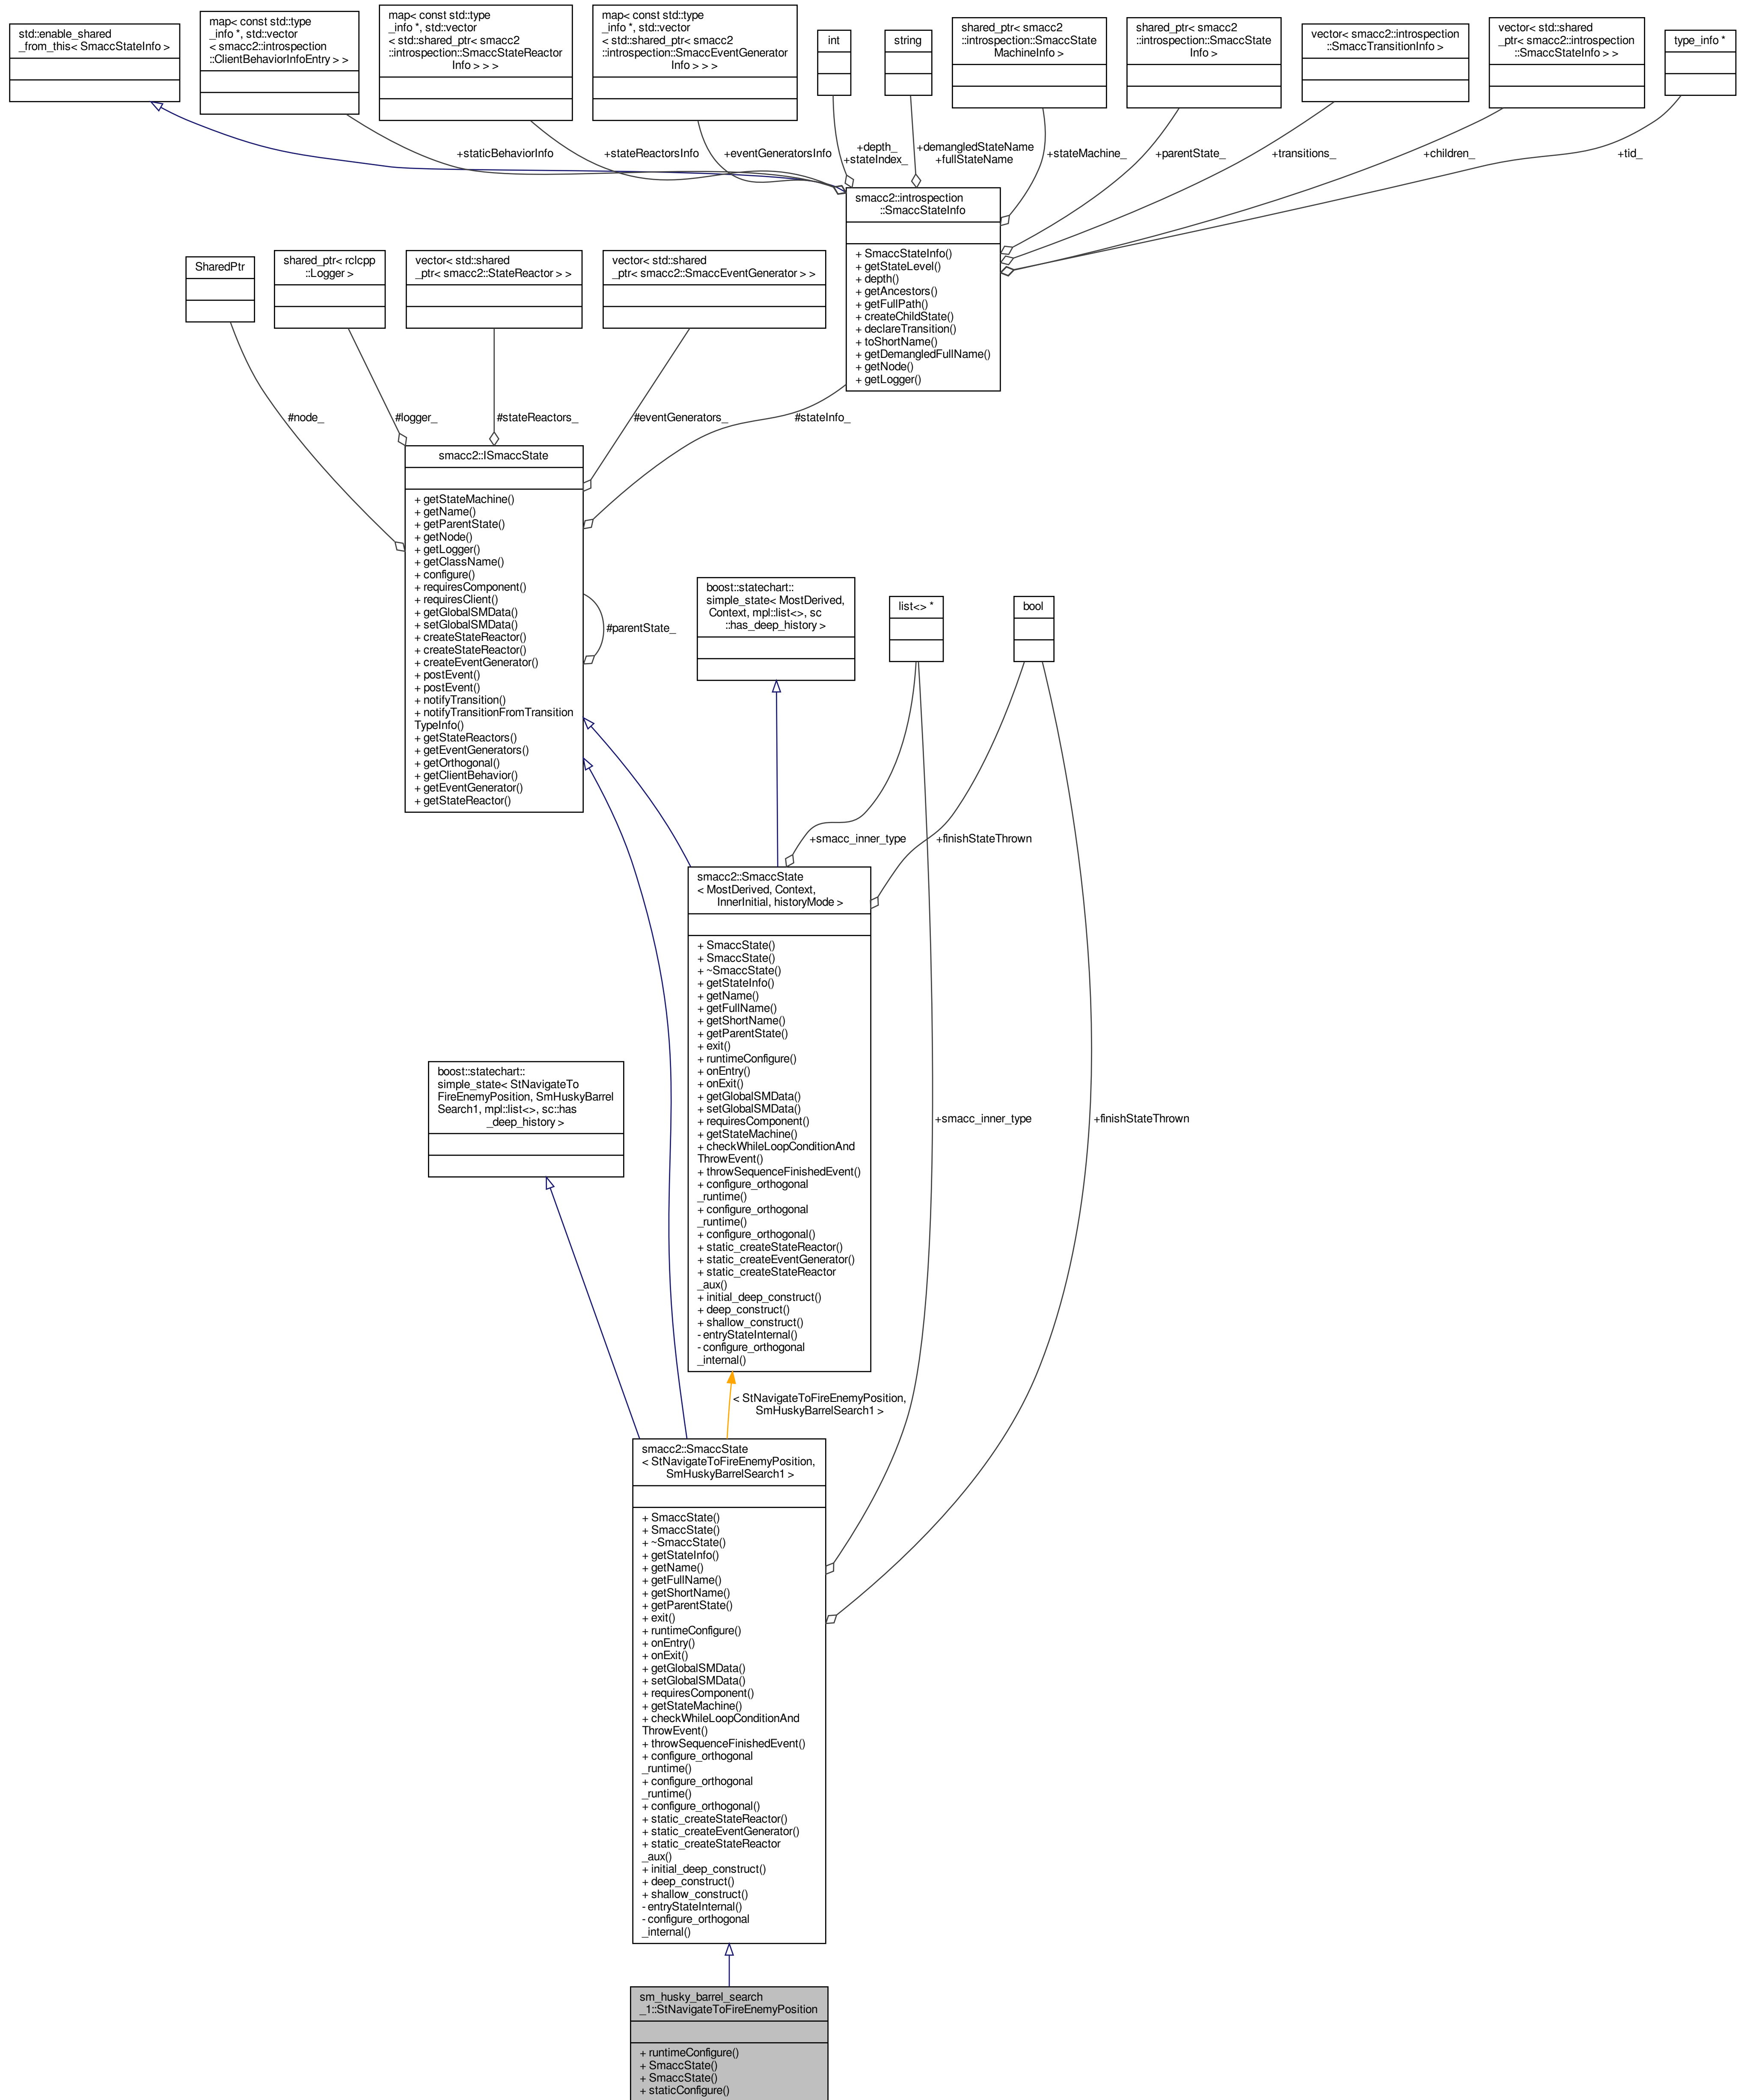 std::enable_shared
_from_this< SmaccStateInfo >
map< const std::type
_info *, std::vector
< smacc2::introspection
::ClientBehaviorInfoEntry > >
map< const std::type
_info *, std::vector
< std::shared_ptr< smacc2
::introspection::SmaccStateReactor
Info > > >
map< const std::type
_info *, std::vector
< std::shared_ptr< smacc2
::introspection::SmaccEventGenerator
Info > > >
int
string
shared_ptr< smacc2
::introspection::SmaccState
MachineInfo >
shared_ptr< smacc2
::introspection::SmaccState
Info >
vector< smacc2::introspection
::SmaccTransitionInfo >
vector< std::shared
_ptr< smacc2::introspection
::SmaccStateInfo > >
type_info *
+staticBehaviorInfo
+stateReactorsInfo
+eventGeneratorsInfo
+depth_
+stateIndex_
+demangledStateName
+fullStateName
+stateMachine_
+parentState_
+transitions_
+children_
+tid_
smacc2::introspection
::SmaccStateInfo
+ SmaccStateInfo()
+ getStateLevel()
+ depth()
+ getAncestors()
+ getFullPath()
+ createChildState()
+ declareTransition()
+ toShortName()
+ getDemangledFullName()
+ getNode()
+ getLogger()
SharedPtr
shared_ptr< rclcpp
::Logger >
vector< std::shared
_ptr< smacc2::StateReactor > >
vector< std::shared
_ptr< smacc2::SmaccEventGenerator > >
#node_
#logger_
#stateReactors_
#eventGenerators_
#stateInfo_
smacc2::ISmaccState
+ getStateMachine()
+ getName()
+ getParentState()
+ getNode()
+ getLogger()
+ getClassName()
+ configure()
+ requiresComponent()
+ requiresClient()
+ getGlobalSMData()
+ setGlobalSMData()
+ createStateReactor()
+ createStateReactor()
+ createEventGenerator()
+ postEvent()
+ postEvent()
+ notifyTransition()
+ notifyTransitionFromTransition
TypeInfo()
+ getStateReactors()
+ getEventGenerators()
+ getOrthogonal()
+ getClientBehavior()
+ getEventGenerator()
+ getStateReactor()
#parentState_
boost::statechart::
simple_state< MostDerived,
Context, mpl::list<>, sc
::has_deep_history >
list<> *
bool
+smacc_inner_type
+finishStateThrown
smacc2::SmaccState
< MostDerived, Context,
InnerInitial, historyMode >
+ SmaccState()
+ SmaccState()
+ ~SmaccState()
+ getStateInfo()
+ getName()
+ getFullName()
+ getShortName()
+ getParentState()
+ exit()
+ runtimeConfigure()
+ onEntry()
+ onExit()
+ getGlobalSMData()
+ setGlobalSMData()
+ requiresComponent()
+ getStateMachine()
+ checkWhileLoopConditionAnd
ThrowEvent()
+ throwSequenceFinishedEvent()
+ configure_orthogonal
_runtime()
+ configure_orthogonal
_runtime()
+ configure_orthogonal()
+ static_createStateReactor()
+ static_createEventGenerator()
+ static_createStateReactor
_aux()
+ initial_deep_construct()
+ deep_construct()
+ shallow_construct()
- entryStateInternal()
- configure_orthogonal
_internal()
boost::statechart::
simple_state< StNavigateTo
FireEnemyPosition, SmHuskyBarrel
Search1, mpl::list<>, sc::has
_deep_history >
+smacc_inner_type
+finishStateThrown
< StNavigateToFireEnemyPosition,
SmHuskyBarrelSearch1 >
smacc2::SmaccState
< StNavigateToFireEnemyPosition,
SmHuskyBarrelSearch1 >
+ SmaccState()
+ SmaccState()
+ ~SmaccState()
+ getStateInfo()
+ getName()
+ getFullName()
+ getShortName()
+ getParentState()
+ exit()
+ runtimeConfigure()
+ onEntry()
+ onExit()
+ getGlobalSMData()
+ setGlobalSMData()
+ requiresComponent()
+ getStateMachine()
+ checkWhileLoopConditionAnd
ThrowEvent()
+ throwSequenceFinishedEvent()
+ configure_orthogonal
_runtime()
+ configure_orthogonal
_runtime()
+ configure_orthogonal()
+ static_createStateReactor()
+ static_createEventGenerator()
+ static_createStateReactor
_aux()
+ initial_deep_construct()
+ deep_construct()
+ shallow_construct()
- entryStateInternal()
- configure_orthogonal
_internal()
sm_husky_barrel_search
_1::StNavigateToFireEnemyPosition
+ runtimeConfigure()
+ SmaccState()
+ SmaccState()
+ staticConfigure()